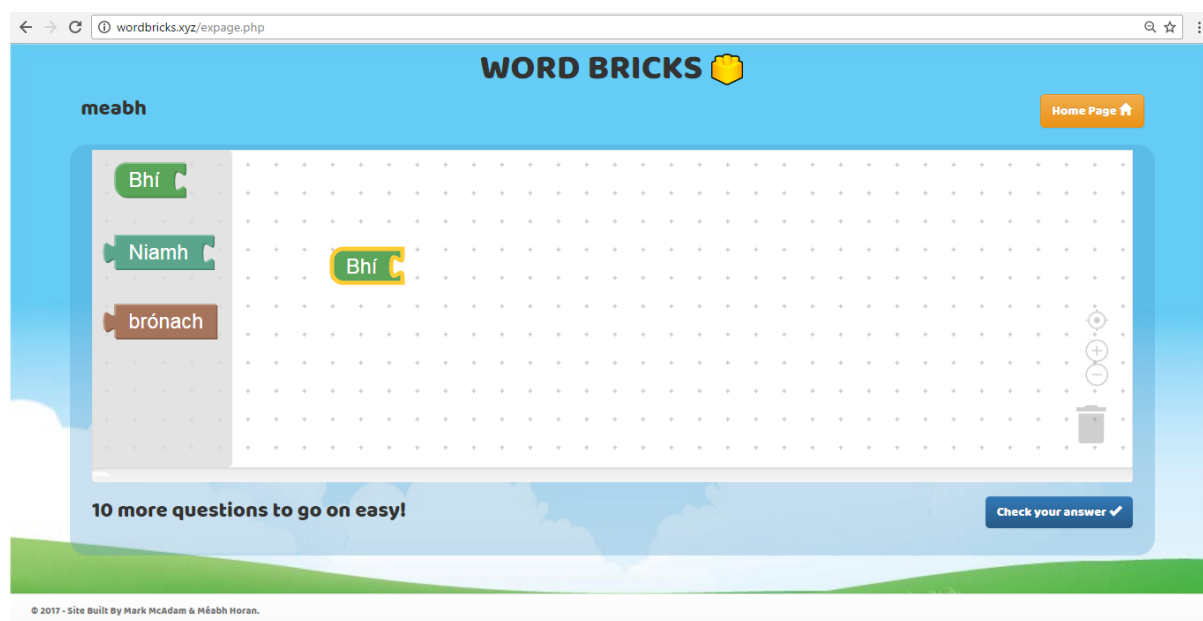 wordbricks.xyz/expage.php
WORD BRICKS
meabh
Home Page
Bhí
Niamh
Bhí
brónach
10 more questions to go on easy!
Check your answer
© 2017 - Site Built By Mark McAdam & Méabh Horan.